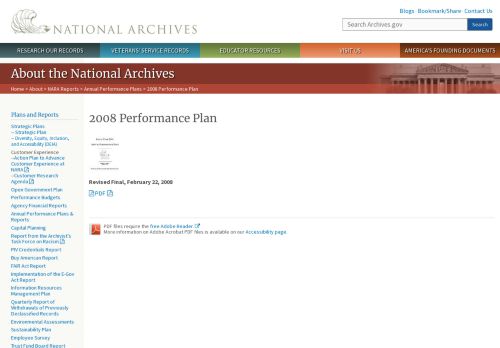 Blogs · Bookmark/Share · Contact Us
NATIONAL ARCHIVES
Search Archives.gov
Search
RESEARCH OUR RECORDS
VETERANS' SERVICE RECORDS
EDUCATOR RESOURCES
VISIT US
AMERICA'S FOUNDING DOCUMENTS
About the National Archives
Home > About > NARA Reports > Annual Performance Plans > 2008 Performance Plan
Plans and Reports
Strategic Plans
– Strategic Plan
– Diversity, Equity, Inclusion,
and Accessibility (DEIA)
Customer Experience
–Action Plan to Advance
Customer Experience at
NARA
–Customer Research
Agenda
Open Government Plan
Performance Budgets
Agency Financial Reports
Annual Performance Plans &
Reports
Capital Planning
Report from the Archivist's
Task Force on Racism
PIV Credentials Report
Buy American Report
FAIR Act Report
Implementation of the E-Gov
Act Report
Information Resources
Management Plan
Quarterly Report of
Withdrawals of Previously
Declassified Records
Environmental Assessments
Sustainability Plan
Employee Survey
Trust Fund Board Report
2008 Performance Plan
Revised Final, February 22, 2008
PDF
PDF files require the free Adobe Reader.
More information on Adobe Acrobat PDF files is available on our Accessibility page.